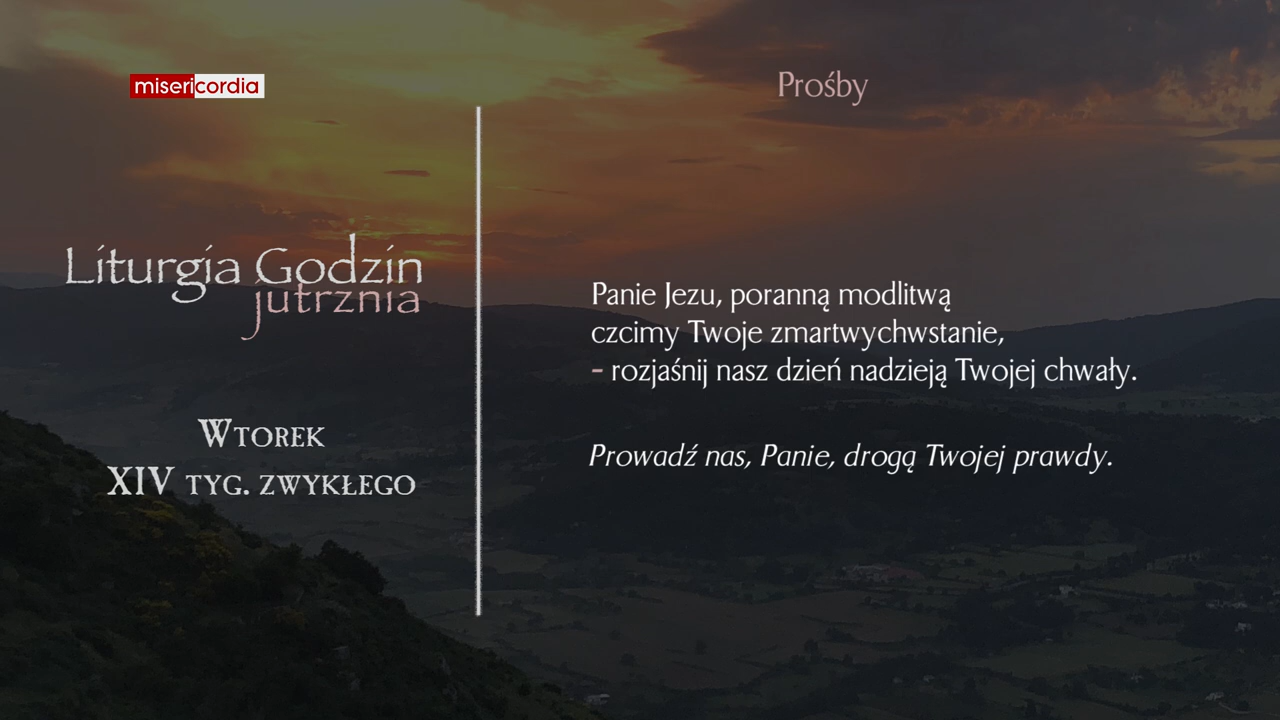 misericordia
Liturgia Godzin
jutrznia
Wtorek
XIV tyg. zwykłego
Prośby
Panie Jezu, poranną modlitwą
czcimy Twoje zmartwychwstanie,
- rozjaśnij nasz dzień nadzieją Twojej chwały.
Prowadź nas, Panie, drogą Twojej prawdy.